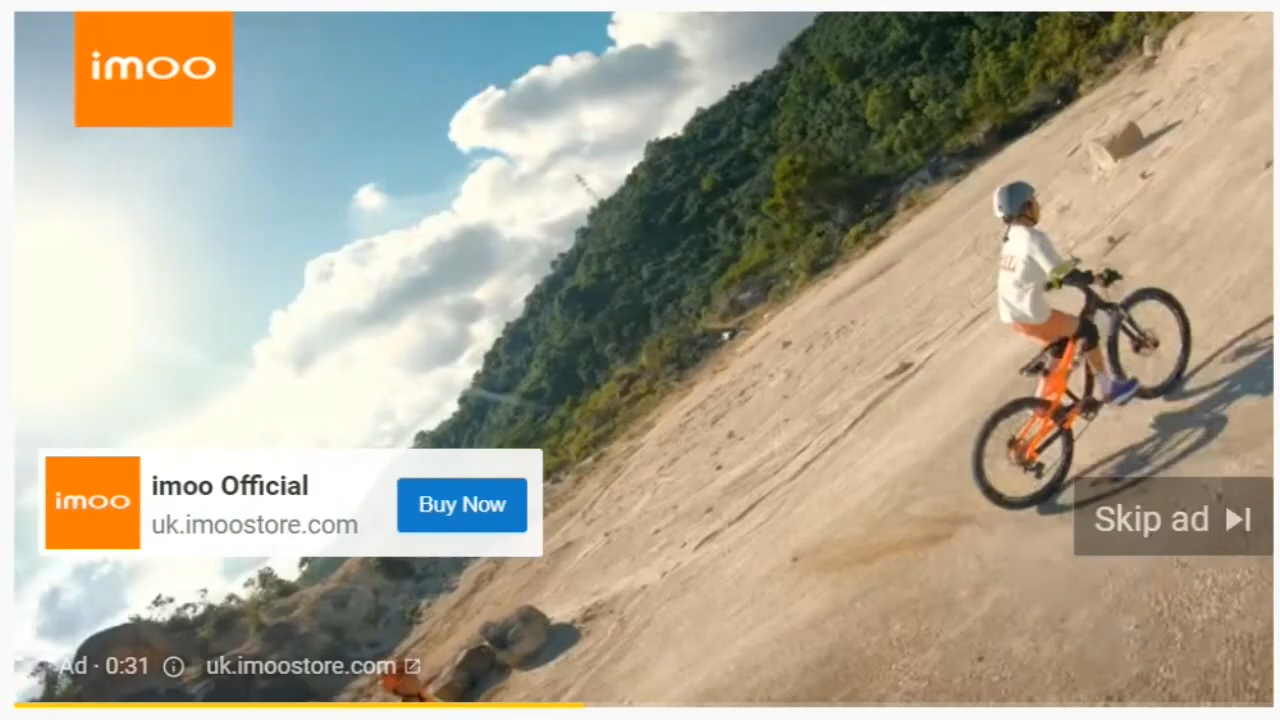 imoo
imoo
imoo Official
uk.imoostore.com
Buy Now
Skip ad
Ad · 0:31
uk.imoostore.com